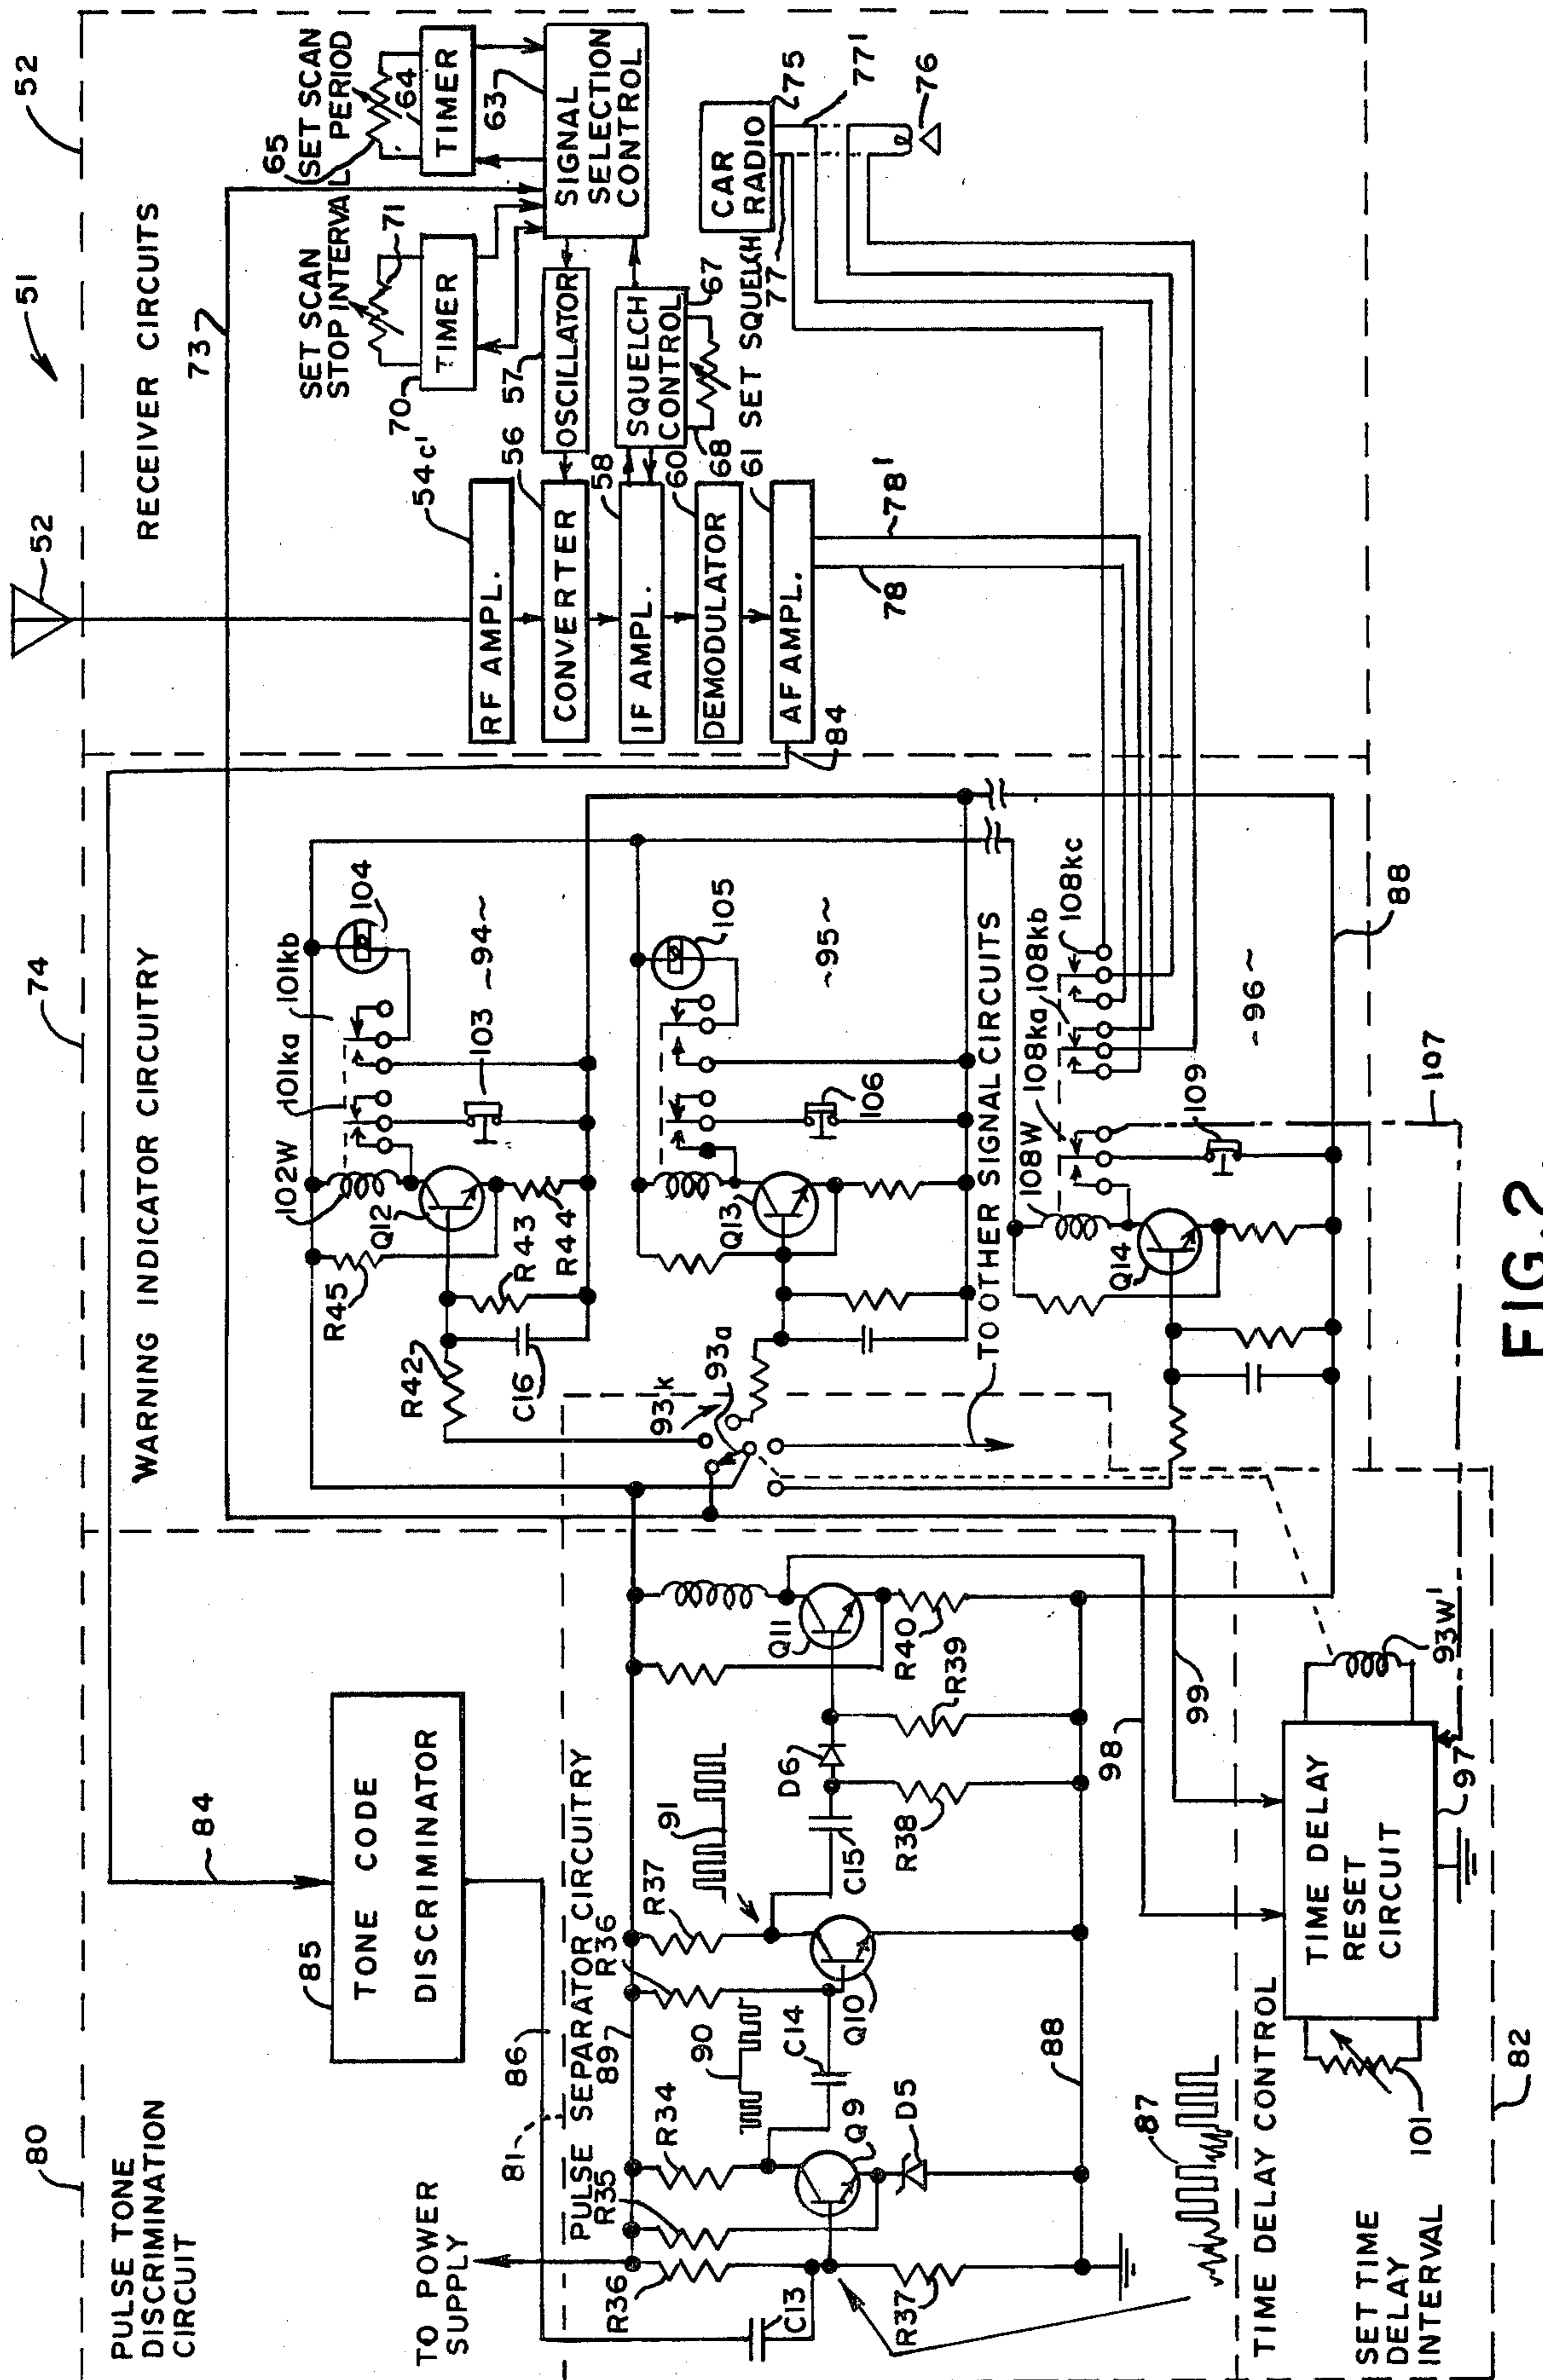 80
PULSE TONE
DISCRIMINATION
CIRCUIT
84
85
TONE CODE
DISCRIMINATOR
86
TO POWER
SUPPLY
81
PULSE SEPARATOR CIRCUITRY
897
R36
R35
R34
R36
R37
90
91
C13
C14
Q9
D5
Q10
C15
D6
R38
R39
R40
Q11
R37
88
87
98
99
TIME DELAY CONTROL
SET TIME
DELAY
INTERVAL
101
TIME DELAY
RESET
CIRCUIT
97
93W'
82
74
WARNING INDICATOR CIRCUITRY
73
102W
101ka
101kb
104
R45
Q12
103
~94~
R42
R43
R44
C16
93k
93a
Q13
105
106
~95~
TO OTHER SIGNAL CIRCUITS
108W
108ka
108kb
108kc
Q14
109
~96~
107
88
84
51
52
52
RECEIVER CIRCUITS
RF AMPL.
54c'
CONVERTER
56
OSCILLATOR
57
IF AMPL.
58
SQUELCH
CONTROL
67
68
SET SQUELCH
DEMODULATOR
60
AF AMPL.
61
78
78'
SET SCAN
STOP INTERVAL
71
70
TIMER
65
SET SCAN
PERIOD
64
TIMER
63
SIGNAL
SELECTION
CONTROL
CAR
RADIO
75
77
77'
76
FIG.2